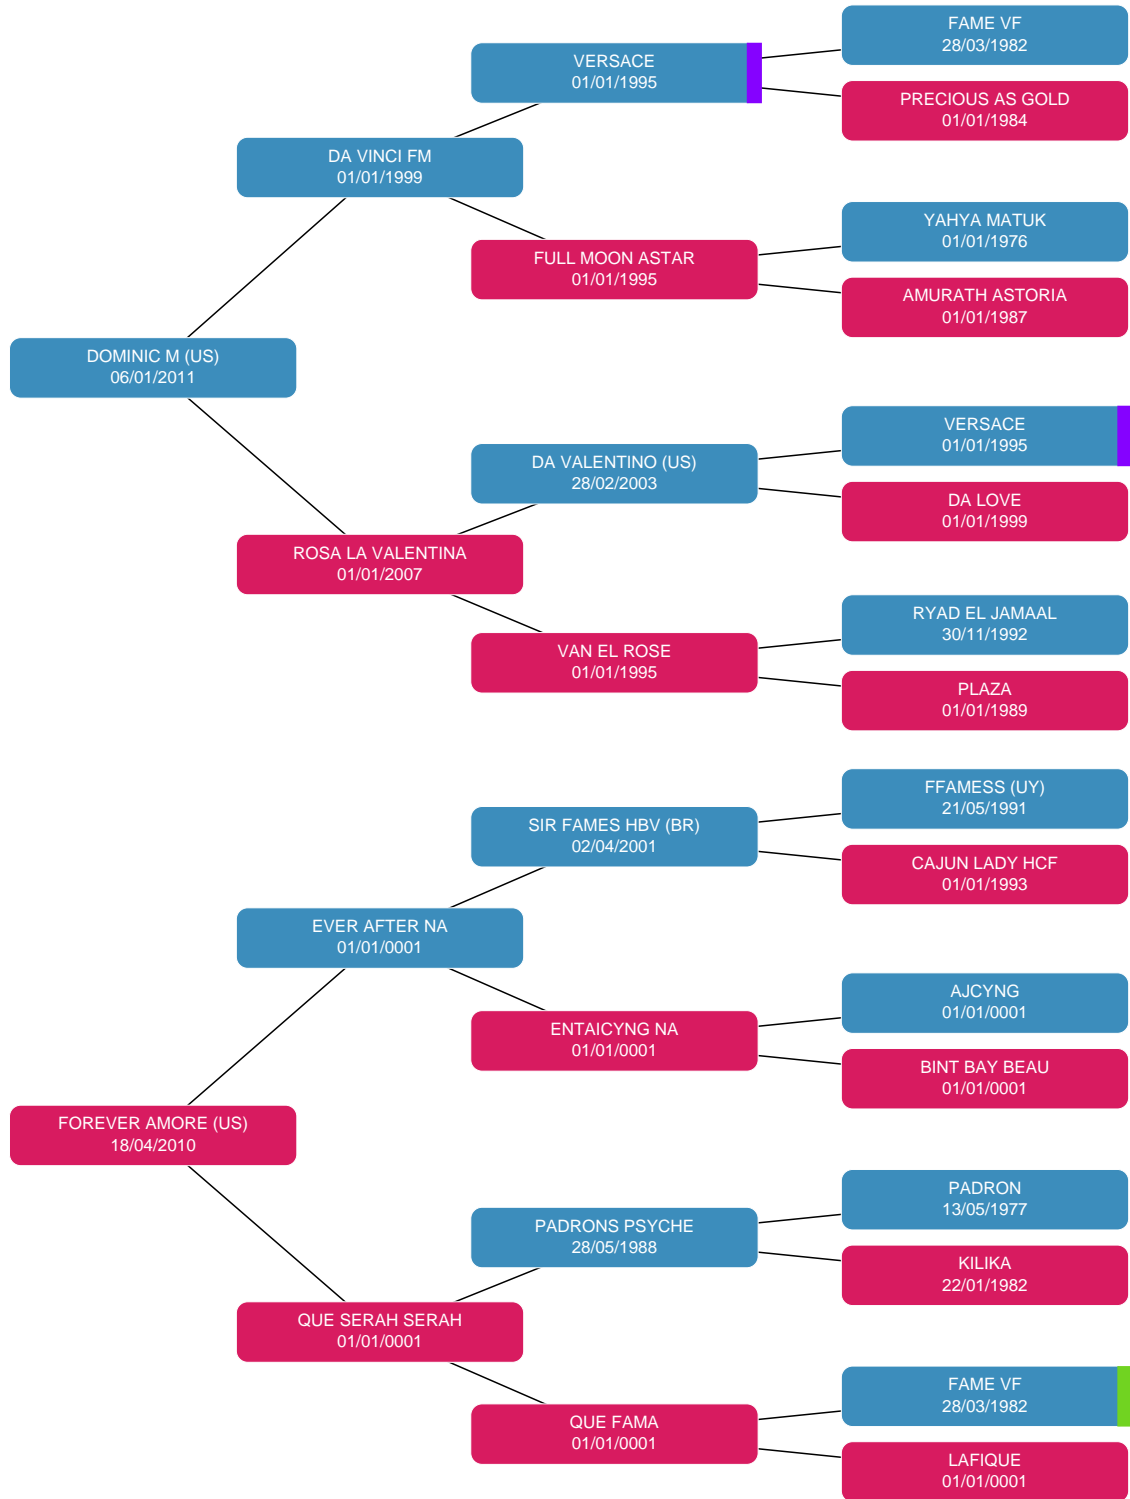 FAME VF
28/03/1982
VERSACE
01/01/1995
PRECIOUS AS GOLD
01/01/1984
DA VINCI FM
01/01/1999
YAHYA MATUK
01/01/1976
FULL MOON ASTAR
01/01/1995
AMURATH ASTORIA
01/01/1987
DOMINIC M (US)
06/01/2011
VERSACE
01/01/1995
DA VALENTINO (US)
28/02/2003
DA LOVE
01/01/1999
ROSA LA VALENTINA
01/01/2007
RYAD EL JAMAAL
30/11/1992
VAN EL ROSE
01/01/1995
PLAZA
01/01/1989
FFAMESS (UY)
21/05/1991
SIR FAMES HBV (BR)
02/04/2001
CAJUN LADY HCF
01/01/1993
EVER AFTER NA
01/01/0001
AJCYNG
01/01/0001
ENTAICYNG NA
01/01/0001
BINT BAY BEAU
01/01/0001
FOREVER AMORE (US)
18/04/2010
PADRON
13/05/1977
PADRONS PSYCHE
28/05/1988
KILIKA
22/01/1982
QUE SERAH SERAH
01/01/0001
FAME VF
28/03/1982
QUE FAMA
01/01/0001
LAFIQUE
01/01/0001